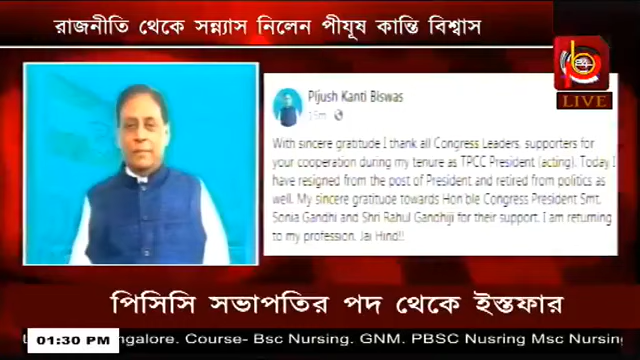 রাজনীতি থেকে সন্ন্যাস নিলেন পীযূষ কান্তি বিশ্বাস
LIVE
Pijush Kanti Biswas
15m
With sincere gratitude I thank all Congress Leaders, supporters for
your cooperation during my tenure as TPCC President (acting). Today I
have resigned from the post of President and retired from politics as
well. My sincere gratitude towards Hon'ble Congress President Smt.
Sonia Gandhi and Shri Rahul Gandhiji for their support. I am returning
to my profession. Jai Hind!!
পিসিসি সভাপতির পদ থেকে ইস্তফার
01:30 PM
ngalore. Course- Bsc Nursing. GNM. PBSC Nusring Msc Nursing